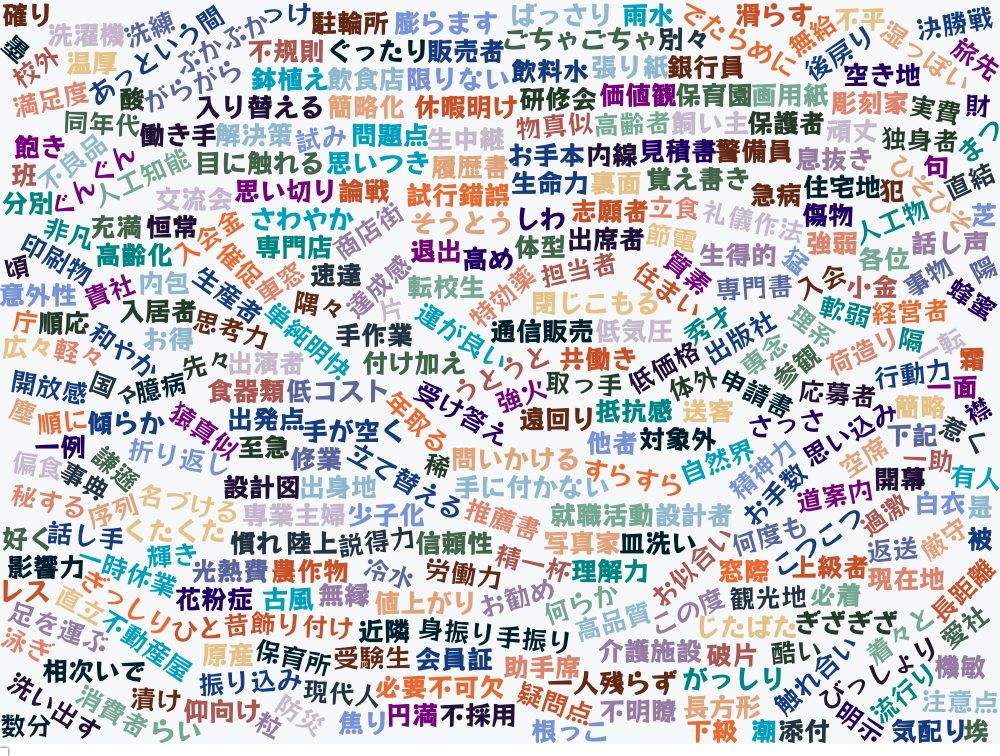 確り
洗濯機
洗練
あっという間
ぶかぶか
っけ
駐輪所
膨らます
ばっさり
雨水
でたらめに
滑らす
無給
不平
湿っぽい
決勝戦
墨
校外
温厚
不規則
ぐったり
販売者
ごちゃごちゃ
別々
後戻り
旅先
満足度
酸
がらがら
鉢植え
飲食店
限りない
飲料水
張り紙
銀行員
空き地
入り替える
簡略化
休暇明け
研修会
価値観
保育園
画用紙
彫刻家
実費
財
同年代
働き手
解決策
試み
問題点
生中継
物真似
高齢者
飼い主
保護者
頑丈
独身者
まつ
飽き
不良品
ぐんぐん
人工知能
目に触れる
思いつき
履歴書
お手本
内線
見積書
警備員
息抜き
句
ひそひそ
直結
班
分別
交流会
思い切り
論戦
試行錯誤
生命力
裏面
覚え書き
急病
住宅地
犯
非凡
充満
恒常
入会金
さわやか
商店街
そうとう
しわ
志願者
立食
礼儀作法
傷物
人工物
芝
印刷物
高齢化
催促
専門店
退出
高め
体型
出席者
節電
生得的
猛
強弱
各位
話し声
頃
意外性
貴社
内包
生産者
車窓
速達
達成感
転校生
特効薬
担当者
住まい
質素
専門書
入会
小金
事物
陽
蜂蜜
庁
順応
入居者
思考力
単純明快
隅々
片
運が良い
閉じこもる
秀才
理系
軟弱
経営者
広々
軽々
和やか
お得
先々
出演者
手作業
付け加え
通信販売
低気圧
出版社
専念
参観
荷造り
隔
一転
霜
開放感
国々
臆病
食器類
低コスト
受け答え
うとうと
強火
共働き
取っ手
低価格
体外
申請書
応募者
行動力
一面
塵
順に
傾らか
猿真似
出発点
手が空く
年取る
遠回り
抵抗感
送客
さっさ
思い込み
簡略
襟
一例
折り返し
至急
修業
立て替える
稀
問いかける
他者
対象外
自然界
精神力
空席
下記
惹く
偏食
事典
謙遜
設計図
出身地
手に付かない
すらすら
お手数
道案内
開幕
一助
有人
秘する
序列
名づける
専業主婦
少子化
推薦書
就職活動
設計者
何度も
こつこつ
過激
白衣
是
好く
話し手
くたくた
慣れ
陸上
説得力
信頼性
精一杯
写真家
皿洗い
お似合い
返送
厳守
被
影響力
一時休業
輝き
光熱費
農作物
冷水
労働力
理解力
窓際
上級者
現在地
長距離
レス
直立
ぎっしり
花粉症
古風
無縁
値上がり
お勧め
何らか
この度
観光地
必着
足を運ぶ
不動産屋
ひと昔
飾り付け
近隣
身振り手振り
高品質
じたばた
ぎざぎざ
着々と
愛社
泳ぎ
原産
保育所
受験生
会員証
助手席
介護施設
破片
酷い
触れ合い
びっしょり
機敏
相次いで
振り込み
現代人
必要不可欠
一人残らず
がっしり
流行り
洗い出す
消費者
漬け
仰向け
防災
円満
不採用
疑問点
不明瞭
長方形
明示
注意点
数分
らい
粒
焦り
根っこ
下級
潮
添付
気配り
埃